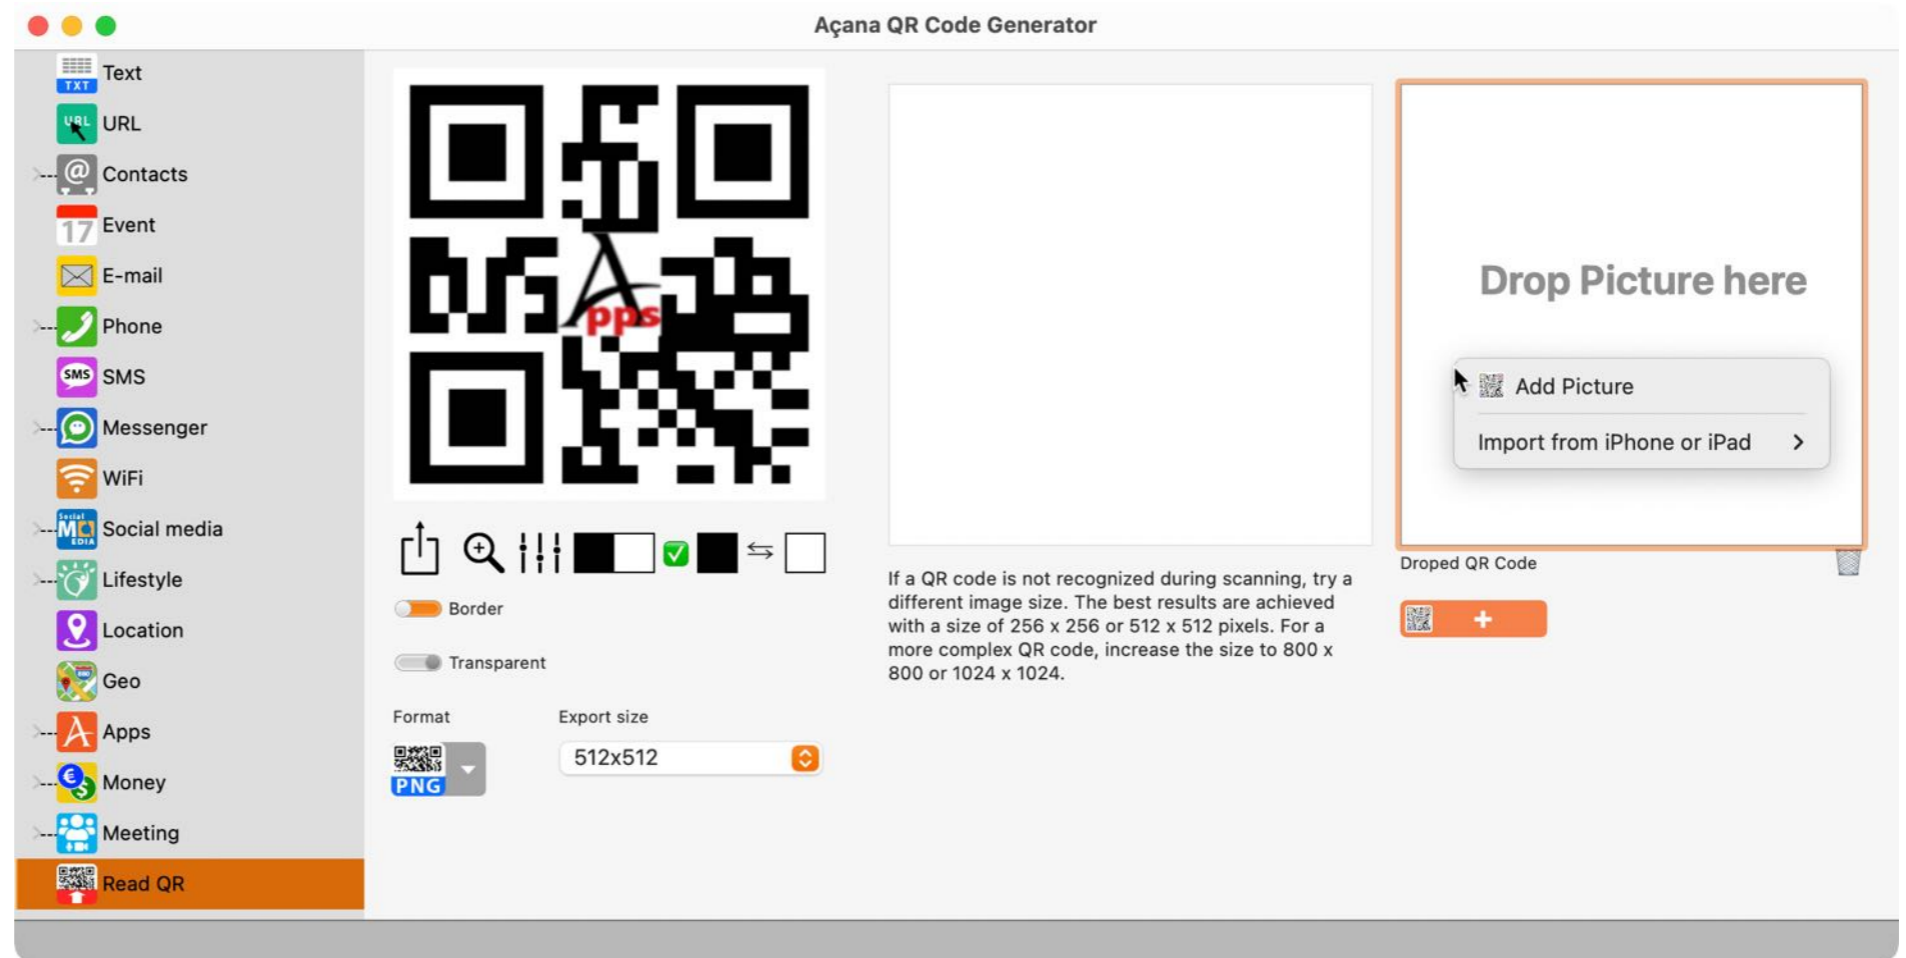 Açana QR Code Generator
TXT
Text
URL
URL
@
Contacts
17
Event
E-mail
Phone
SMS
SMS
Messenger
WiFi
Social
MEDIA
Social media
Lifestyle
Location
Geo
Apps
€
$
Money
Meeting
Read QR
A
pps
Border
Transparent
Format
Export size
PNG
512x512
If a QR code is not recognized during scanning, try a
different image size. The best results are achieved
with a size of 256 x 256 or 512 x 512 pixels. For a
more complex QR code, increase the size to 800 x
800 or 1024 x 1024.
Drop Picture here
Add Picture
Import from iPhone or iPad
Droped QR Code
+